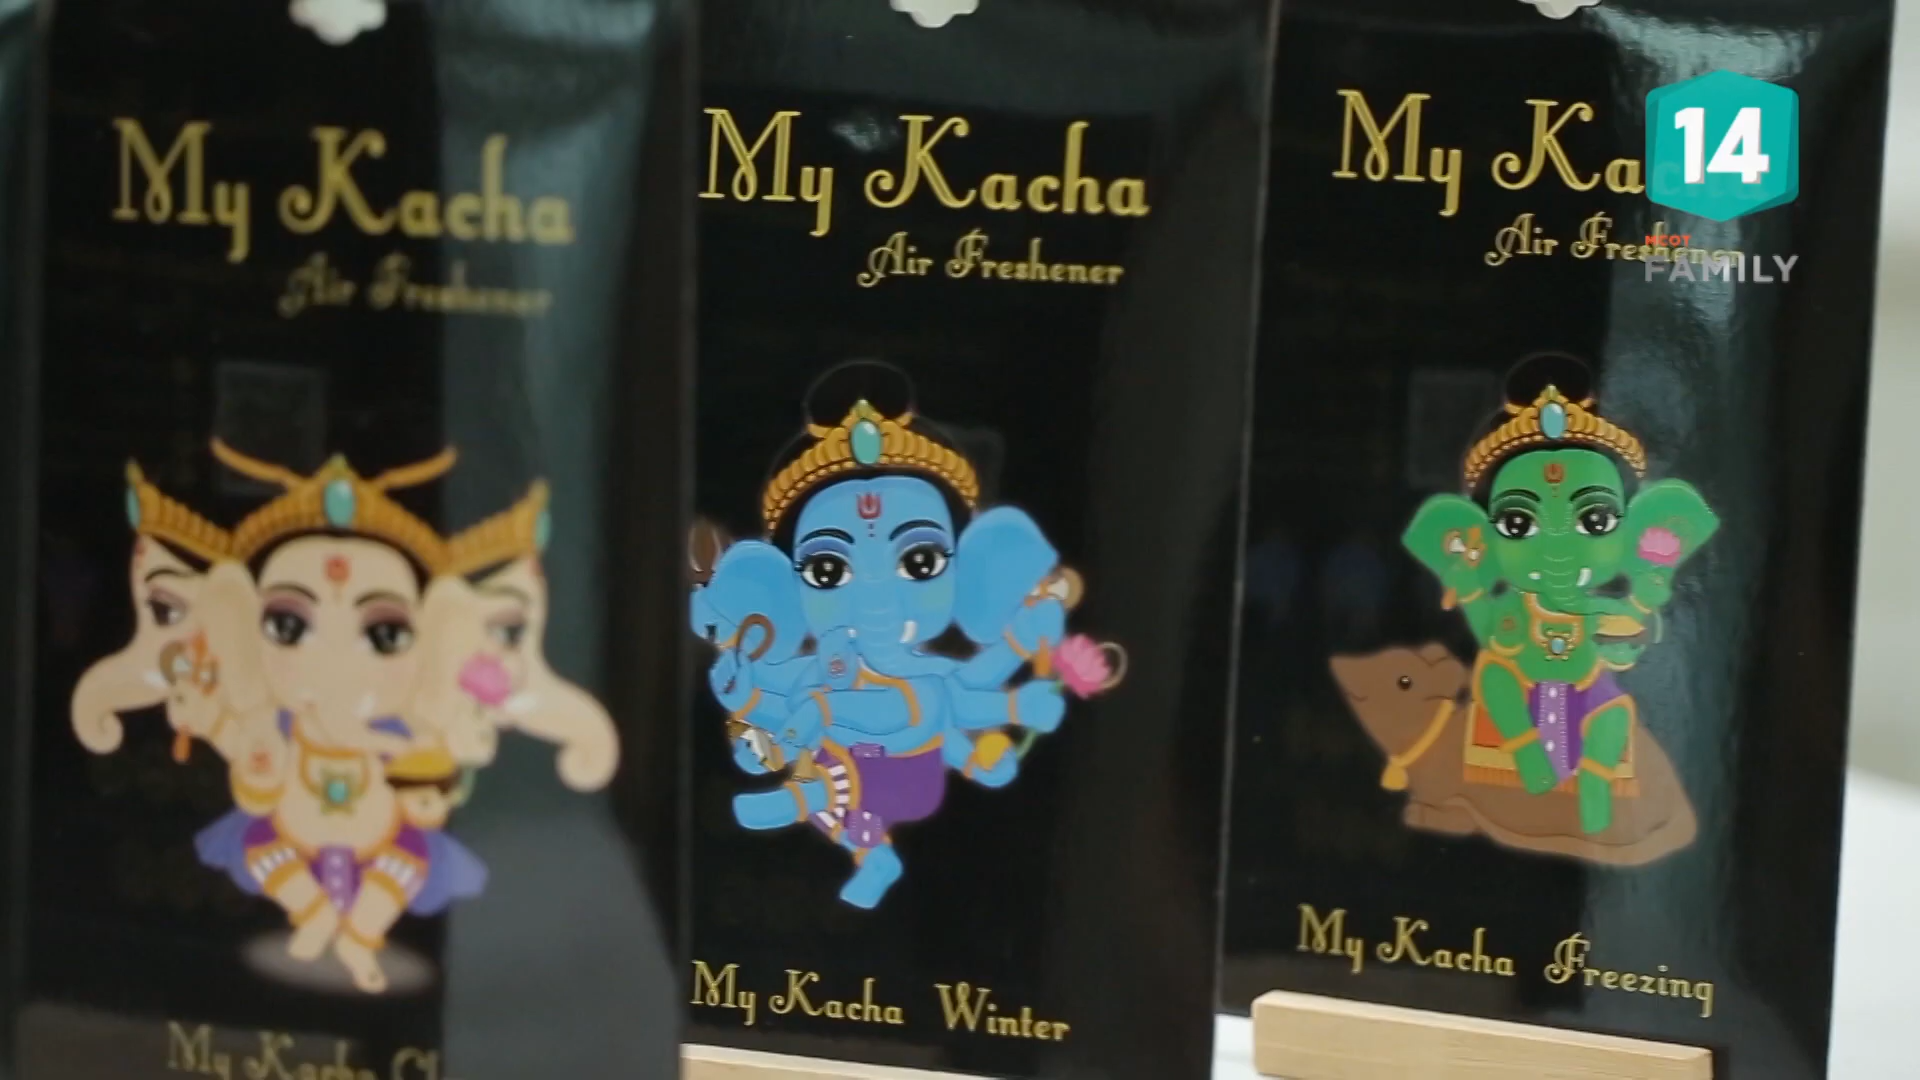 My Kacha
Air Freshener
My Kacha
My Kacha
Air Freshener
My Kacha Winter
My Ka
Air Freshener
My Kacha Freezing
14
MCOT
FAMILY